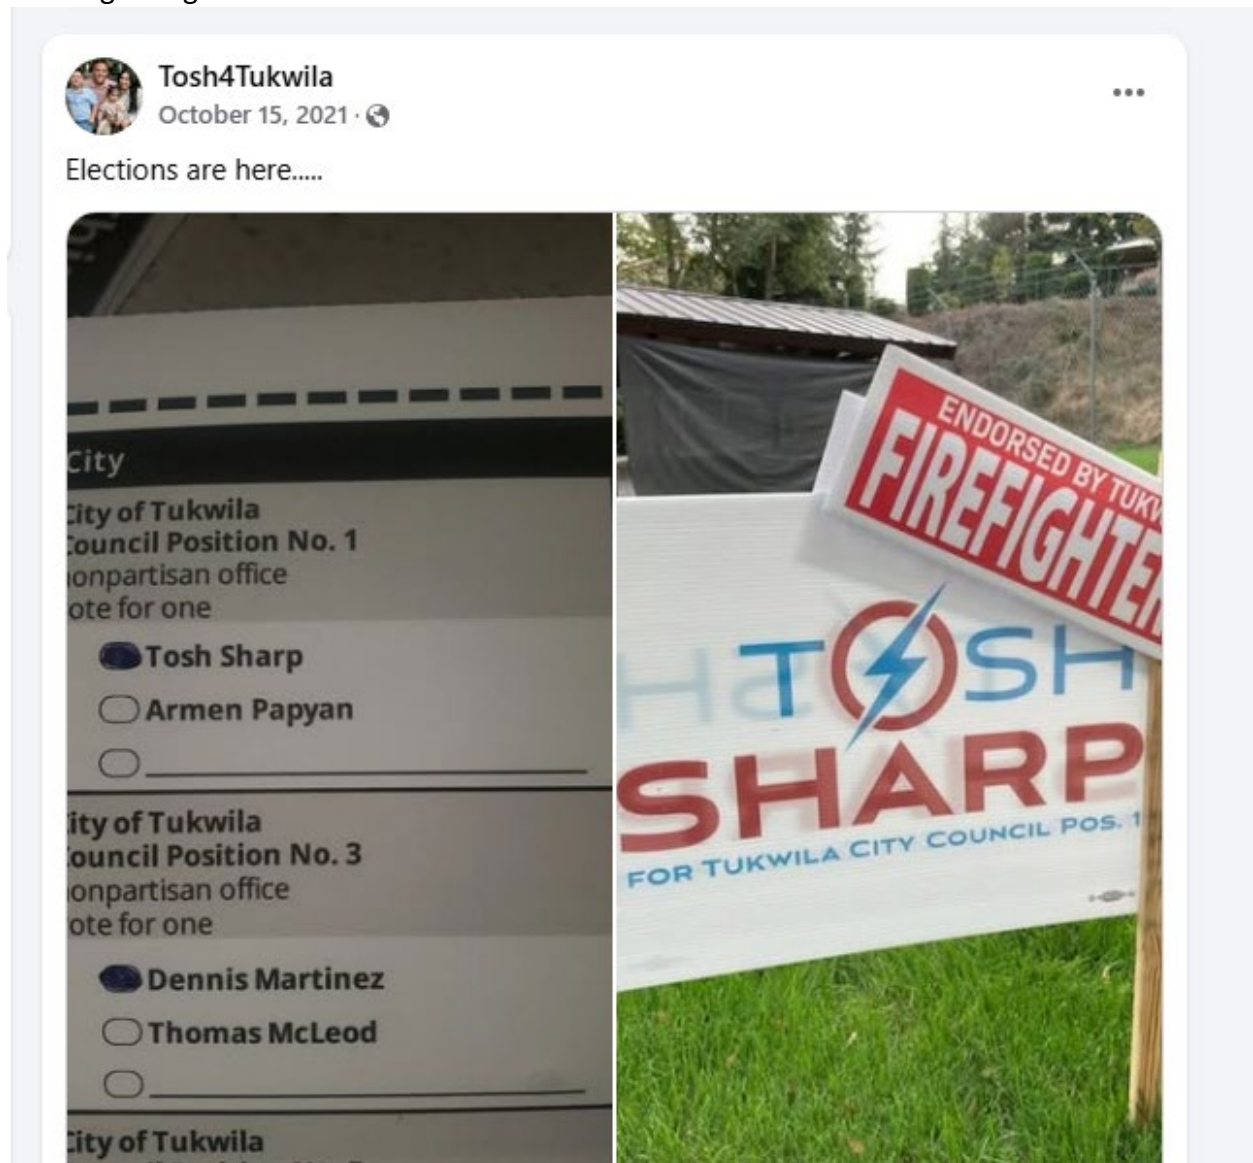 Tosh4Tukwila
October 15, 2021
Elections are here.....
City
City of Tukwila
Council Position No. 1
onpartisan office
ote for one
Tosh Sharp
Armen Papyan
ity of Tukwila
ouncil Position No. 3
onpartisan office
ote for one
Dennis Martinez
Thomas McLeod
City of Tukwila
ENDORSED BY TUKW
FIREFIGHTER
TOSH
SHARP
FOR TUKWILA CITY COUNCIL POS. 1